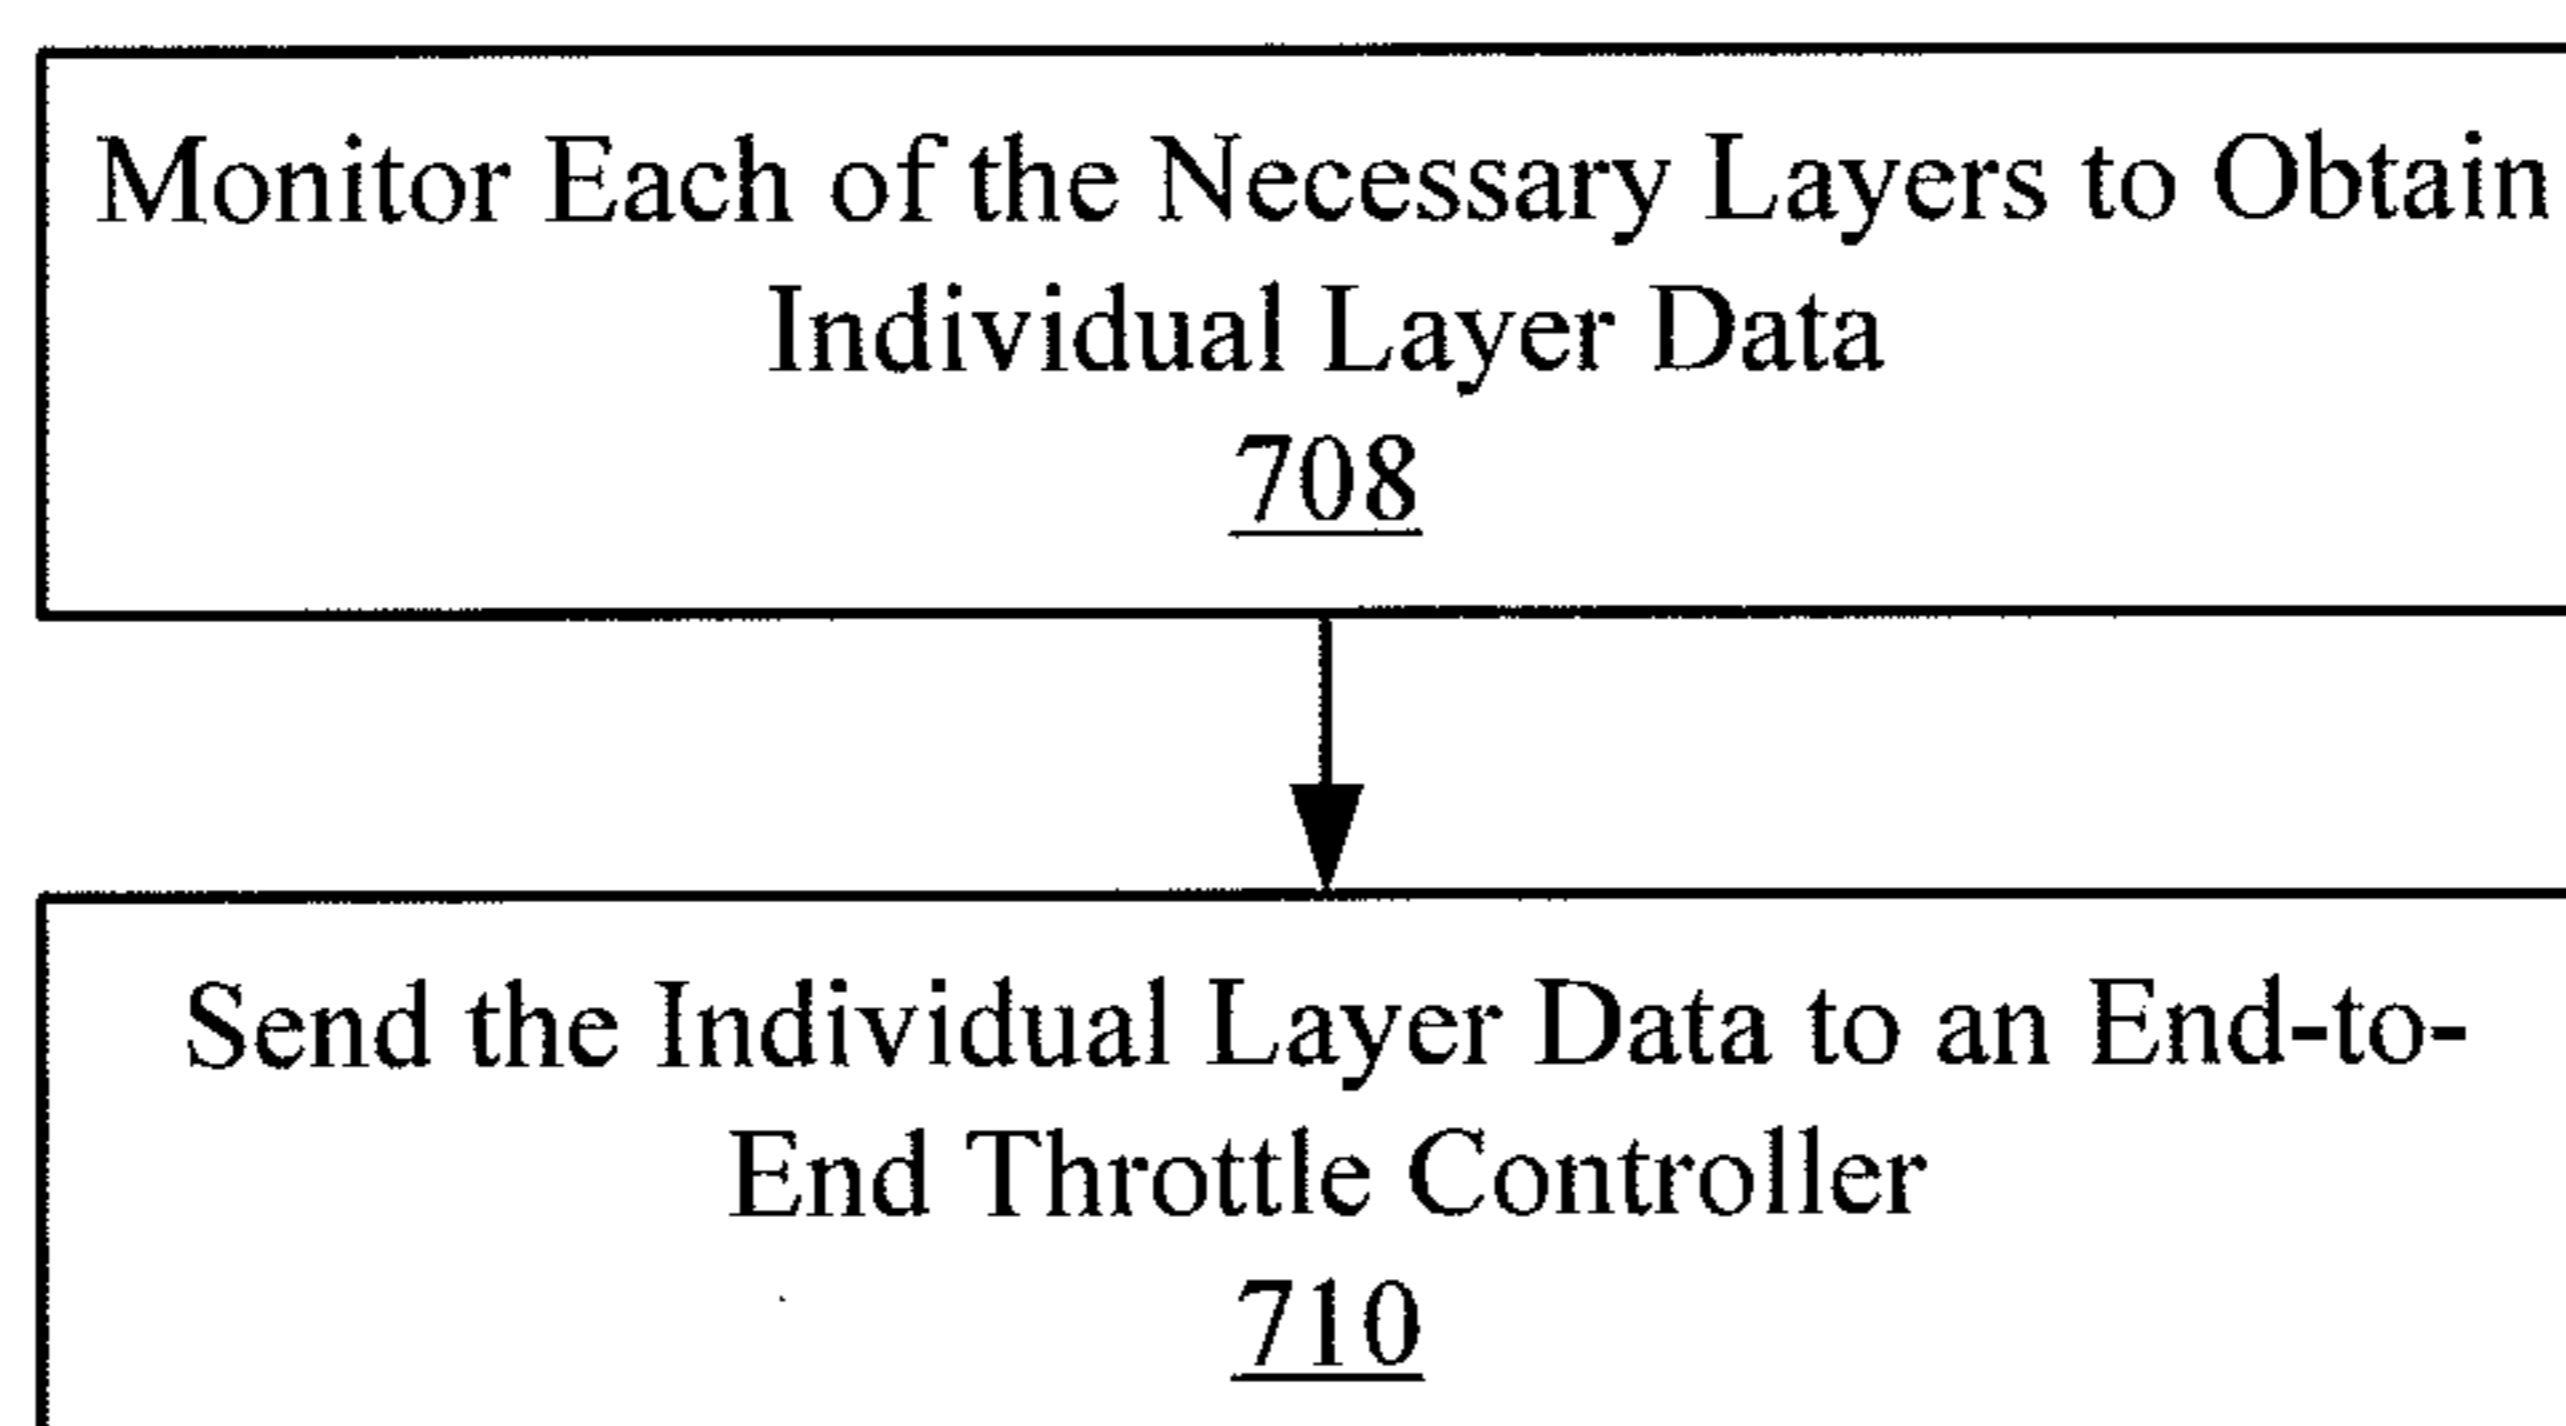 Monitor Each of the Necessary Layers to Obtain
Individual Layer Data
708
Send the Individual Layer Data to an End-to-
End Throttle Controller
710